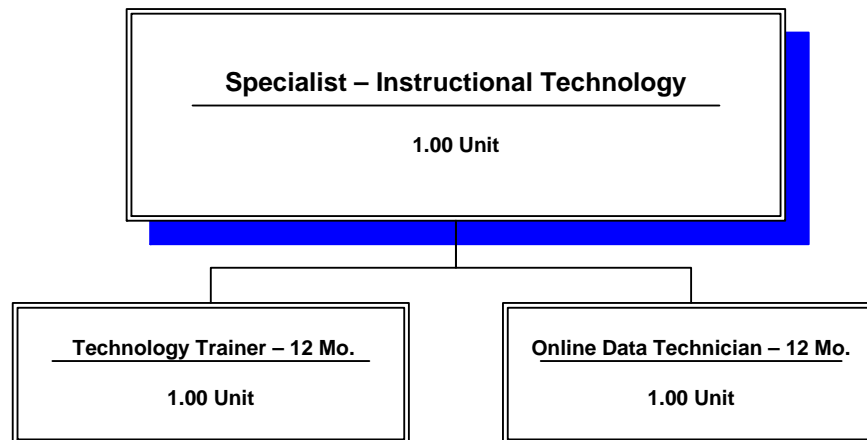 Specialist – Instructional Technology
1.00 Unit
Technology Trainer – 12 Mo.
1.00 Unit
Online Data Technician – 12 Mo.
1.00 Unit